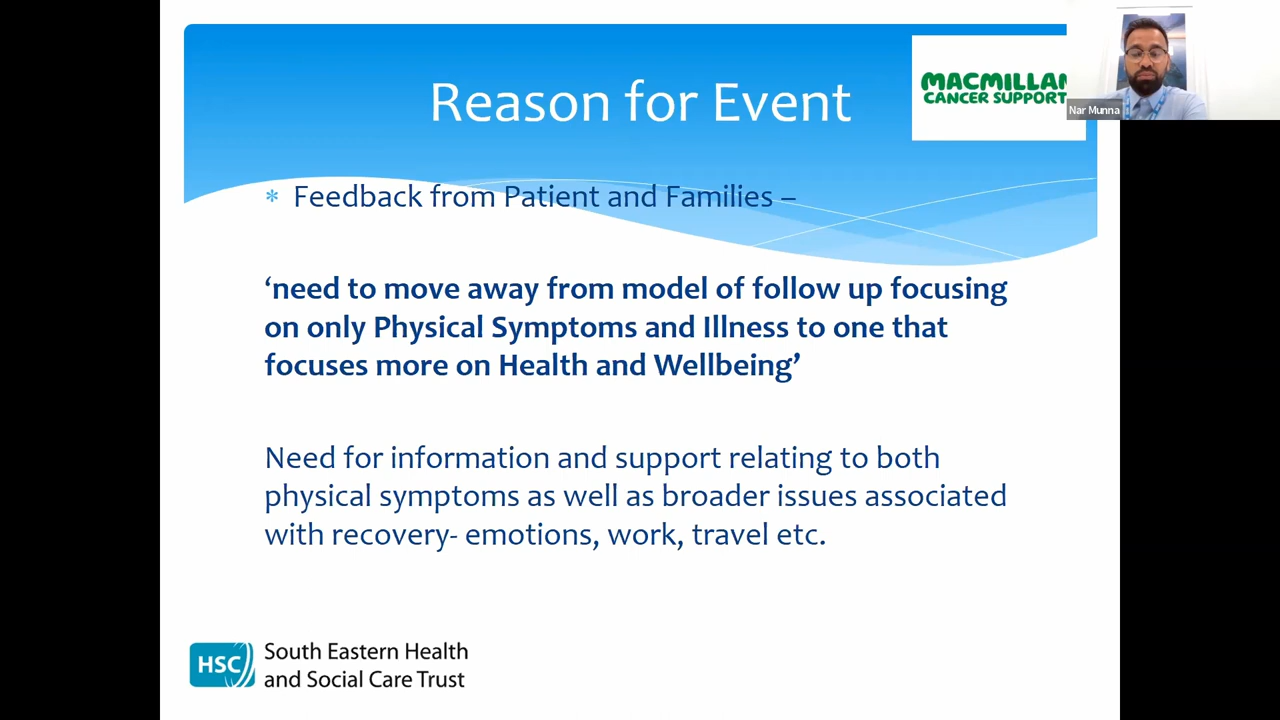 Reason for Event
MACMILLAN
CANCER SUPPORT
Nar Munna
* Feedback from Patient and Families –
‘need to move away from model of follow up focusing
on only Physical Symptoms and Illness to one that
focuses more on Health and Wellbeing’
Need for information and support relating to both
physical symptoms as well as broader issues associated
with recovery- emotions, work, travel etc.
HSC
South Eastern Health
and Social Care Trust